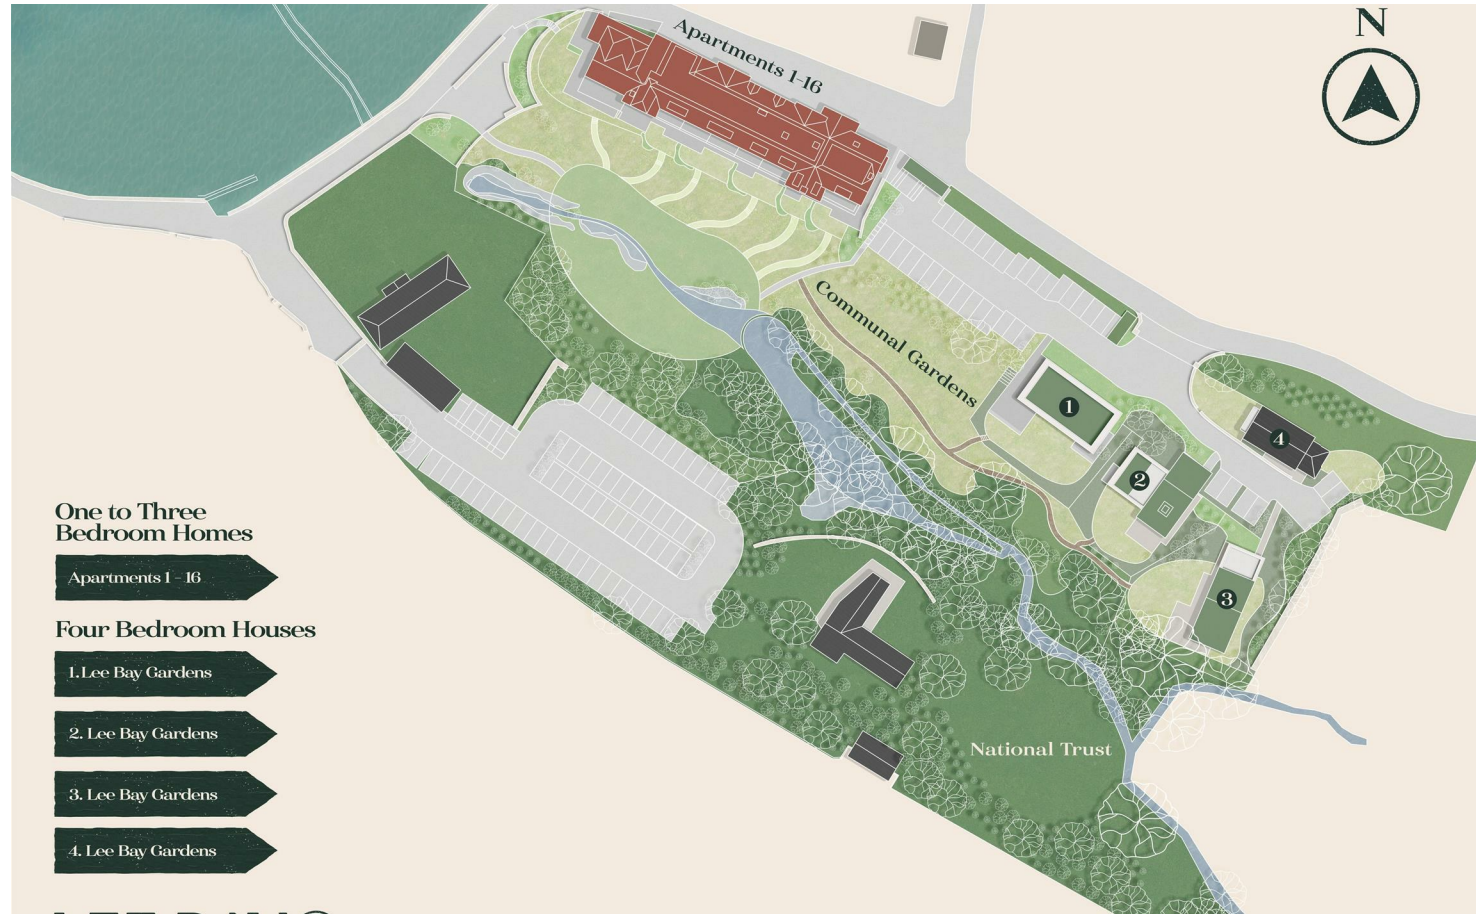 N
Apartments 1-16
Communal Gardens
1
2
3
4
National Trust
One to Three
Bedroom Homes
Apartments 1 - 16
Four Bedroom Houses
1. Lee Bay Gardens
2. Lee Bay Gardens
3. Lee Bay Gardens
4. Lee Bay Gardens